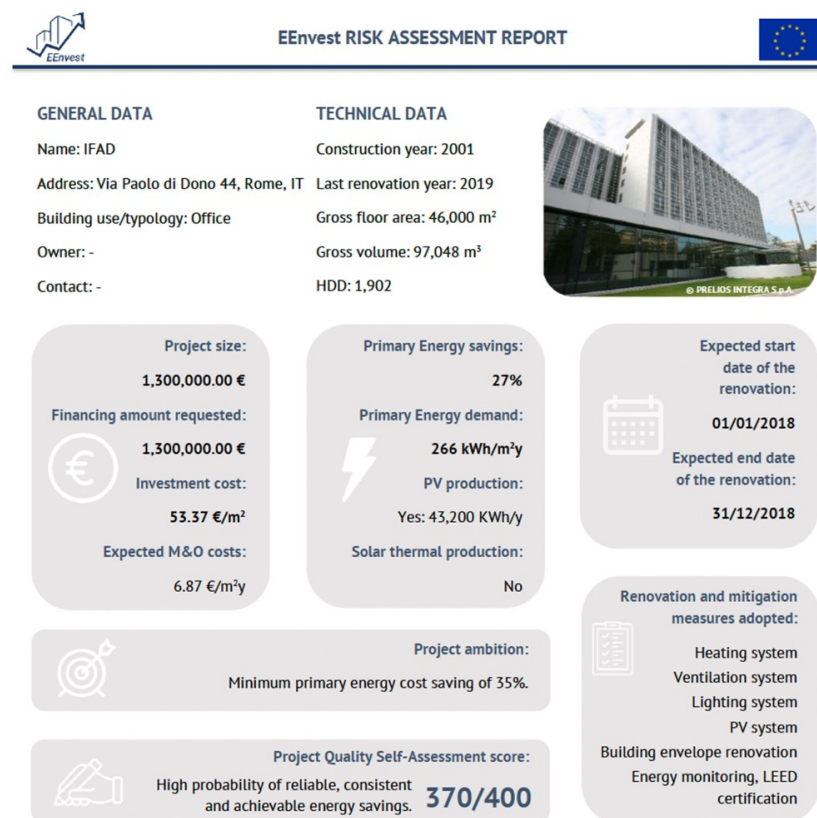 EEnvest
EEnvest RISK ASSESSMENT REPORT
GENERAL DATA
Name: IFAD
Address: Via Paolo di Dono 44, Rome, IT
Building use/typology: Office
Owner: -
Contact: -
TECHNICAL DATA
Construction year: 2001
Last renovation year: 2019
Gross floor area: 46,000 m²
Gross volume: 97,048 m³
HDD: 1,902
© PRELIOS INTEGRA S.p.A.
Project size:
1,300,000.00 €
Financing amount requested:
1,300,000.00 €
Investment cost:
53.37 €/m²
Expected M&O costs:
6.87 €/m²y
Primary Energy savings:
27%
Primary Energy demand:
266 kWh/m²y
PV production:
Yes: 43,200 KWh/y
Solar thermal production:
No
Expected start
date of the
renovation:
01/01/2018
Expected end date
of the renovation:
31/12/2018
Project ambition:
Minimum primary energy cost saving of 35%.
Project Quality Self-Assessment score:
High probability of reliable, consistent
and achievable energy savings.
370/400
Renovation and mitigation
measures adopted:
Heating system
Ventilation system
Lighting system
PV system
Building envelope renovation
Energy monitoring, LEED
certification